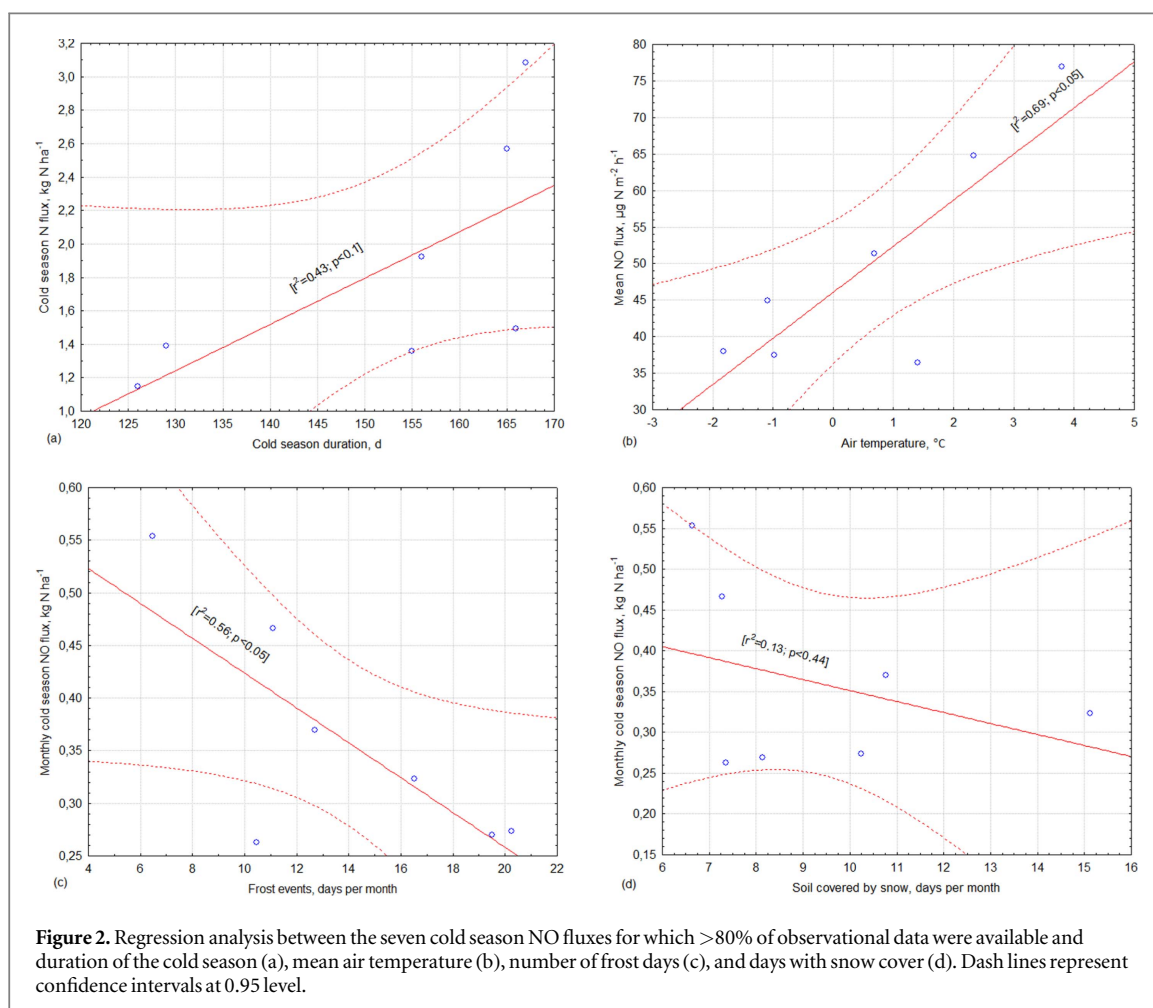 3,2
3,0
2,8
2,6
2,4
2,2
2,0
1,8
1,6
1,4
1,2
1,0
Cold season N flux, kg N ha⁻¹
[r²=0.43; p<0.1]
120 125 130 135 140 145 150 155 160 165 170
(a) Cold season duration, d
80
75
70
65
60
55
50
45
40
35
30
Mean NO flux, µg N m⁻² h⁻¹
[r²=0.69; p<0.05]
-3 -2 -1 0 1 2 3 4 5
(b) Air temperature, °C
0,60
0,55
0,50
0,45
0,40
0,35
0,30
0,25
Monthly cold season NO flux, kg N ha⁻¹
[r²=0.56; p<0.05]
4 6 8 10 12 14 16 18 20 22
(c) Frost events, days per month
0,60
0,55
0,50
0,45
0,40
0,35
0,30
0,25
0,20
0,15
Monthly cold season NO flux, kg N ha⁻¹
[r²=0.13; p<0.44]
6 7 8 9 10 11 12 13 14 15 16
(d) Soil covered by snow, days per month
Figure 2. Regression analysis between the seven cold season NO fluxes for which >80% of observational data were available and
duration of the cold season (a), mean air temperature (b), number of frost days (c), and days with snow cover (d). Dash lines represent
confidence intervals at 0.95 level.